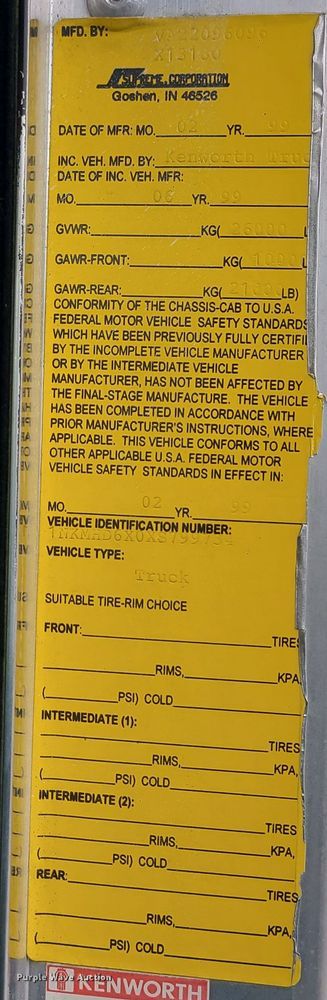 MFD. BY:
X13160
SUPREME CORPORATION
Goshen, IN 46526
DATE OF MFR: MO. 02 YR. 99
INC. VEH. MFD. BY: Kenworth Truc
DATE OF INC. VEH. MFR:
MO. 06 YR. 99
GVWR: KG( 26000 L
GAWR-FRONT: KG(
GAWR-REAR: KG( 21000 LB)
CONFORMITY OF THE CHASSIS-CAB TO U.S.A.
FEDERAL MOTOR VEHICLE SAFETY STANDARDS
WHICH HAVE BEEN PREVIOUSLY FULLY CERTIFI
BY THE INCOMPLETE VEHICLE MANUFACTURER
OR BY THE INTERMEDIATE VEHICLE
MANUFACTURER, HAS NOT BEEN AFFECTED BY
THE FINAL-STAGE MANUFACTURE. THE VEHICLE
HAS BEEN COMPLETED IN ACCORDANCE WITH
PRIOR MANUFACTURER'S INSTRUCTIONS, WHERE
APPLICABLE. THIS VEHICLE CONFORMS TO ALL
OTHER APPLICABLE U.S.A. FEDERAL MOTOR
VEHICLE SAFETY STANDARDS IN EFFECT IN:
MO. 02 YR. 99
VEHICLE IDENTIFICATION NUMBER:
VEHICLE TYPE:
Truck
SUITABLE TIRE-RIM CHOICE
FRONT: TIRES
RIMS, KPA
( PSI) COLD
INTERMEDIATE (1):
TIRES
RIMS, KPA,
( PSI) COLD
INTERMEDIATE (2):
TIRES
RIMS, KPA,
( PSI) COLD
REAR:
TIRES
RIMS, KPA,
( PSI) COLD
Purple Wave Auction
KENWORTH